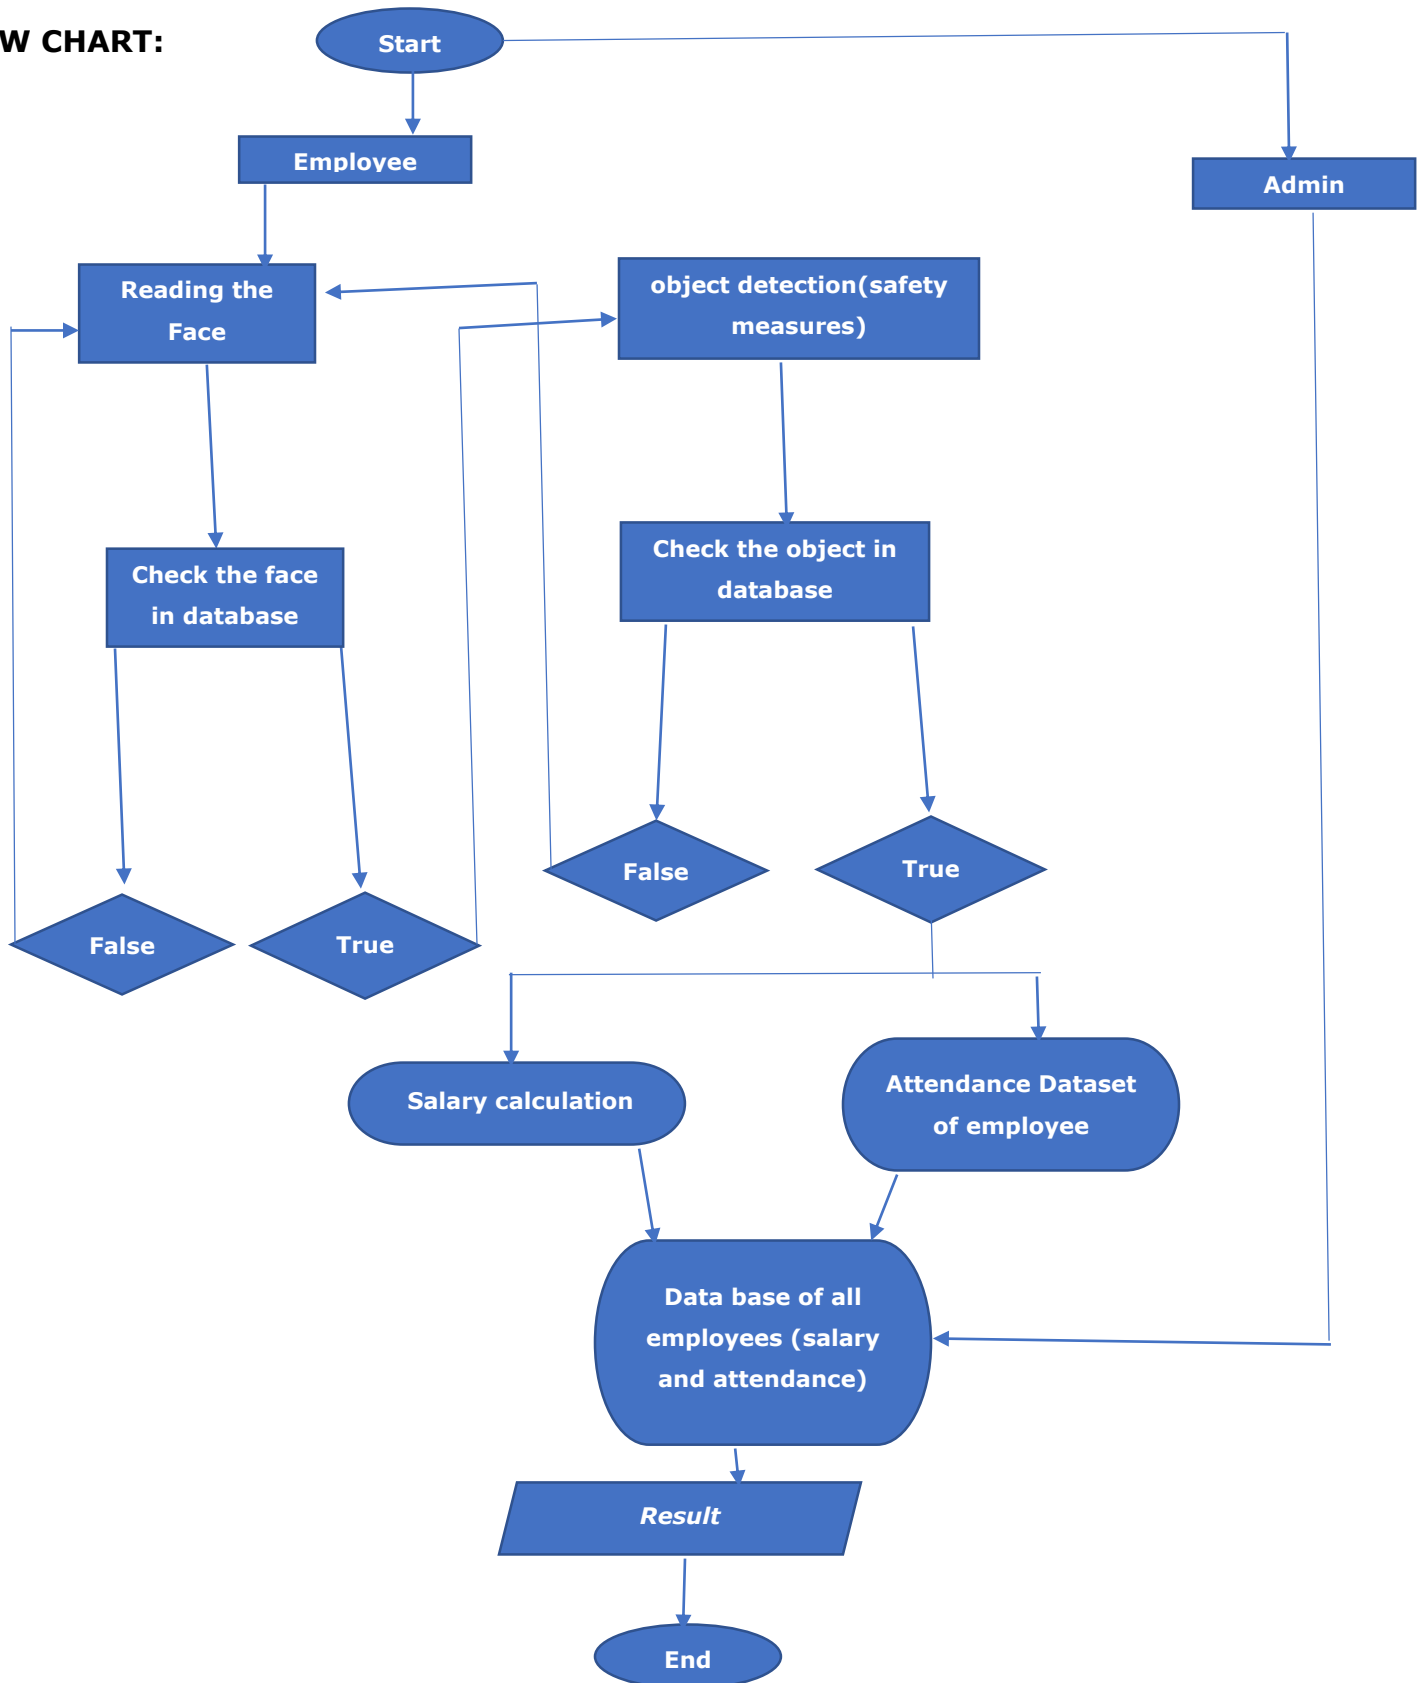 W CHART:
Start
Employee
Admin
Reading the
Face
object detection(safety
measures)
Check the face
in database
Check the object in
database
False
True
False
True
Salary calculation
Attendance Dataset
of employee
Data base of all
employees (salary
and attendance)
Result
End